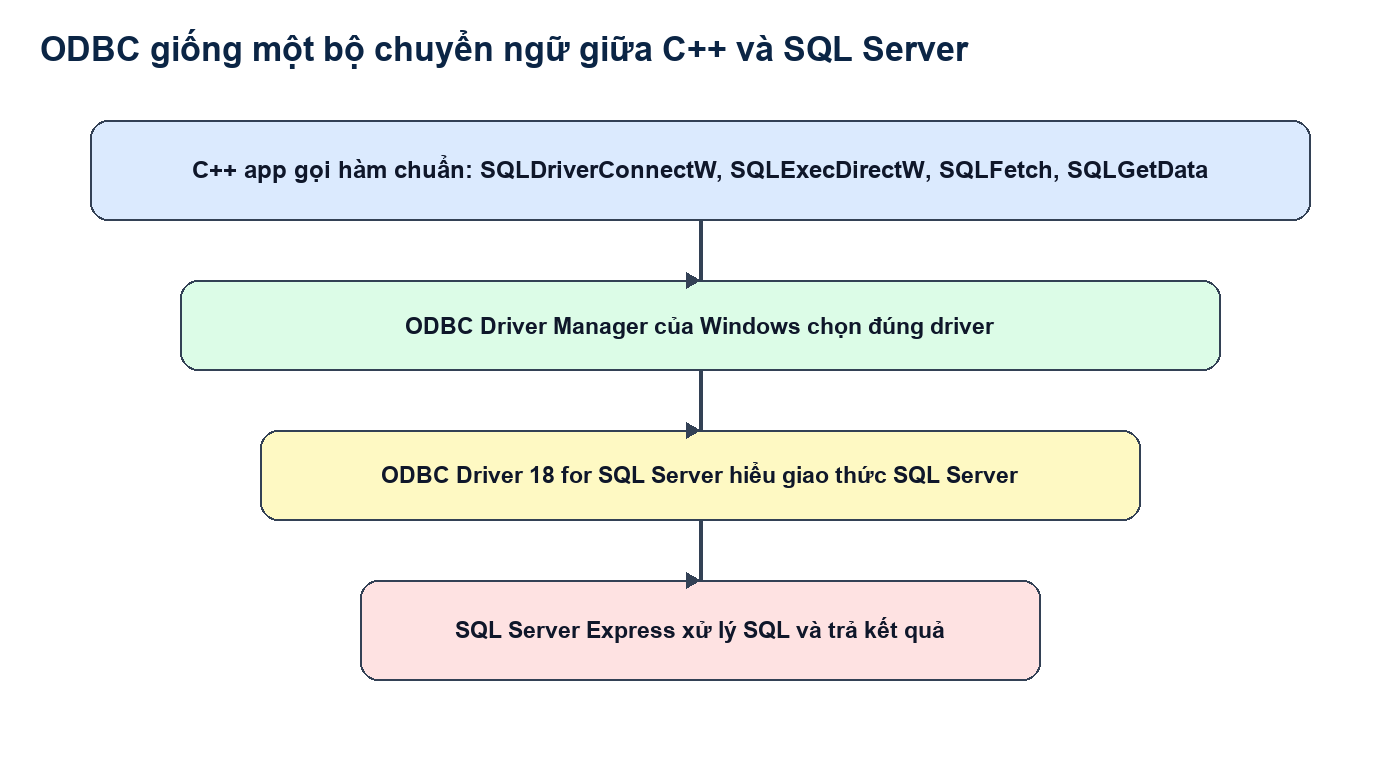 ODBC giống một bộ chuyển ngữ giữa C++ và SQL Server
C++ app gọi hàm chuẩn: SQLDriverConnectW, SQLExecDirectW, SQLFetch, SQLGetData
ODBC Driver Manager của Windows chọn đúng driver
ODBC Driver 18 for SQL Server hiểu giao thức SQL Server
SQL Server Express xử lý SQL và trả kết quả